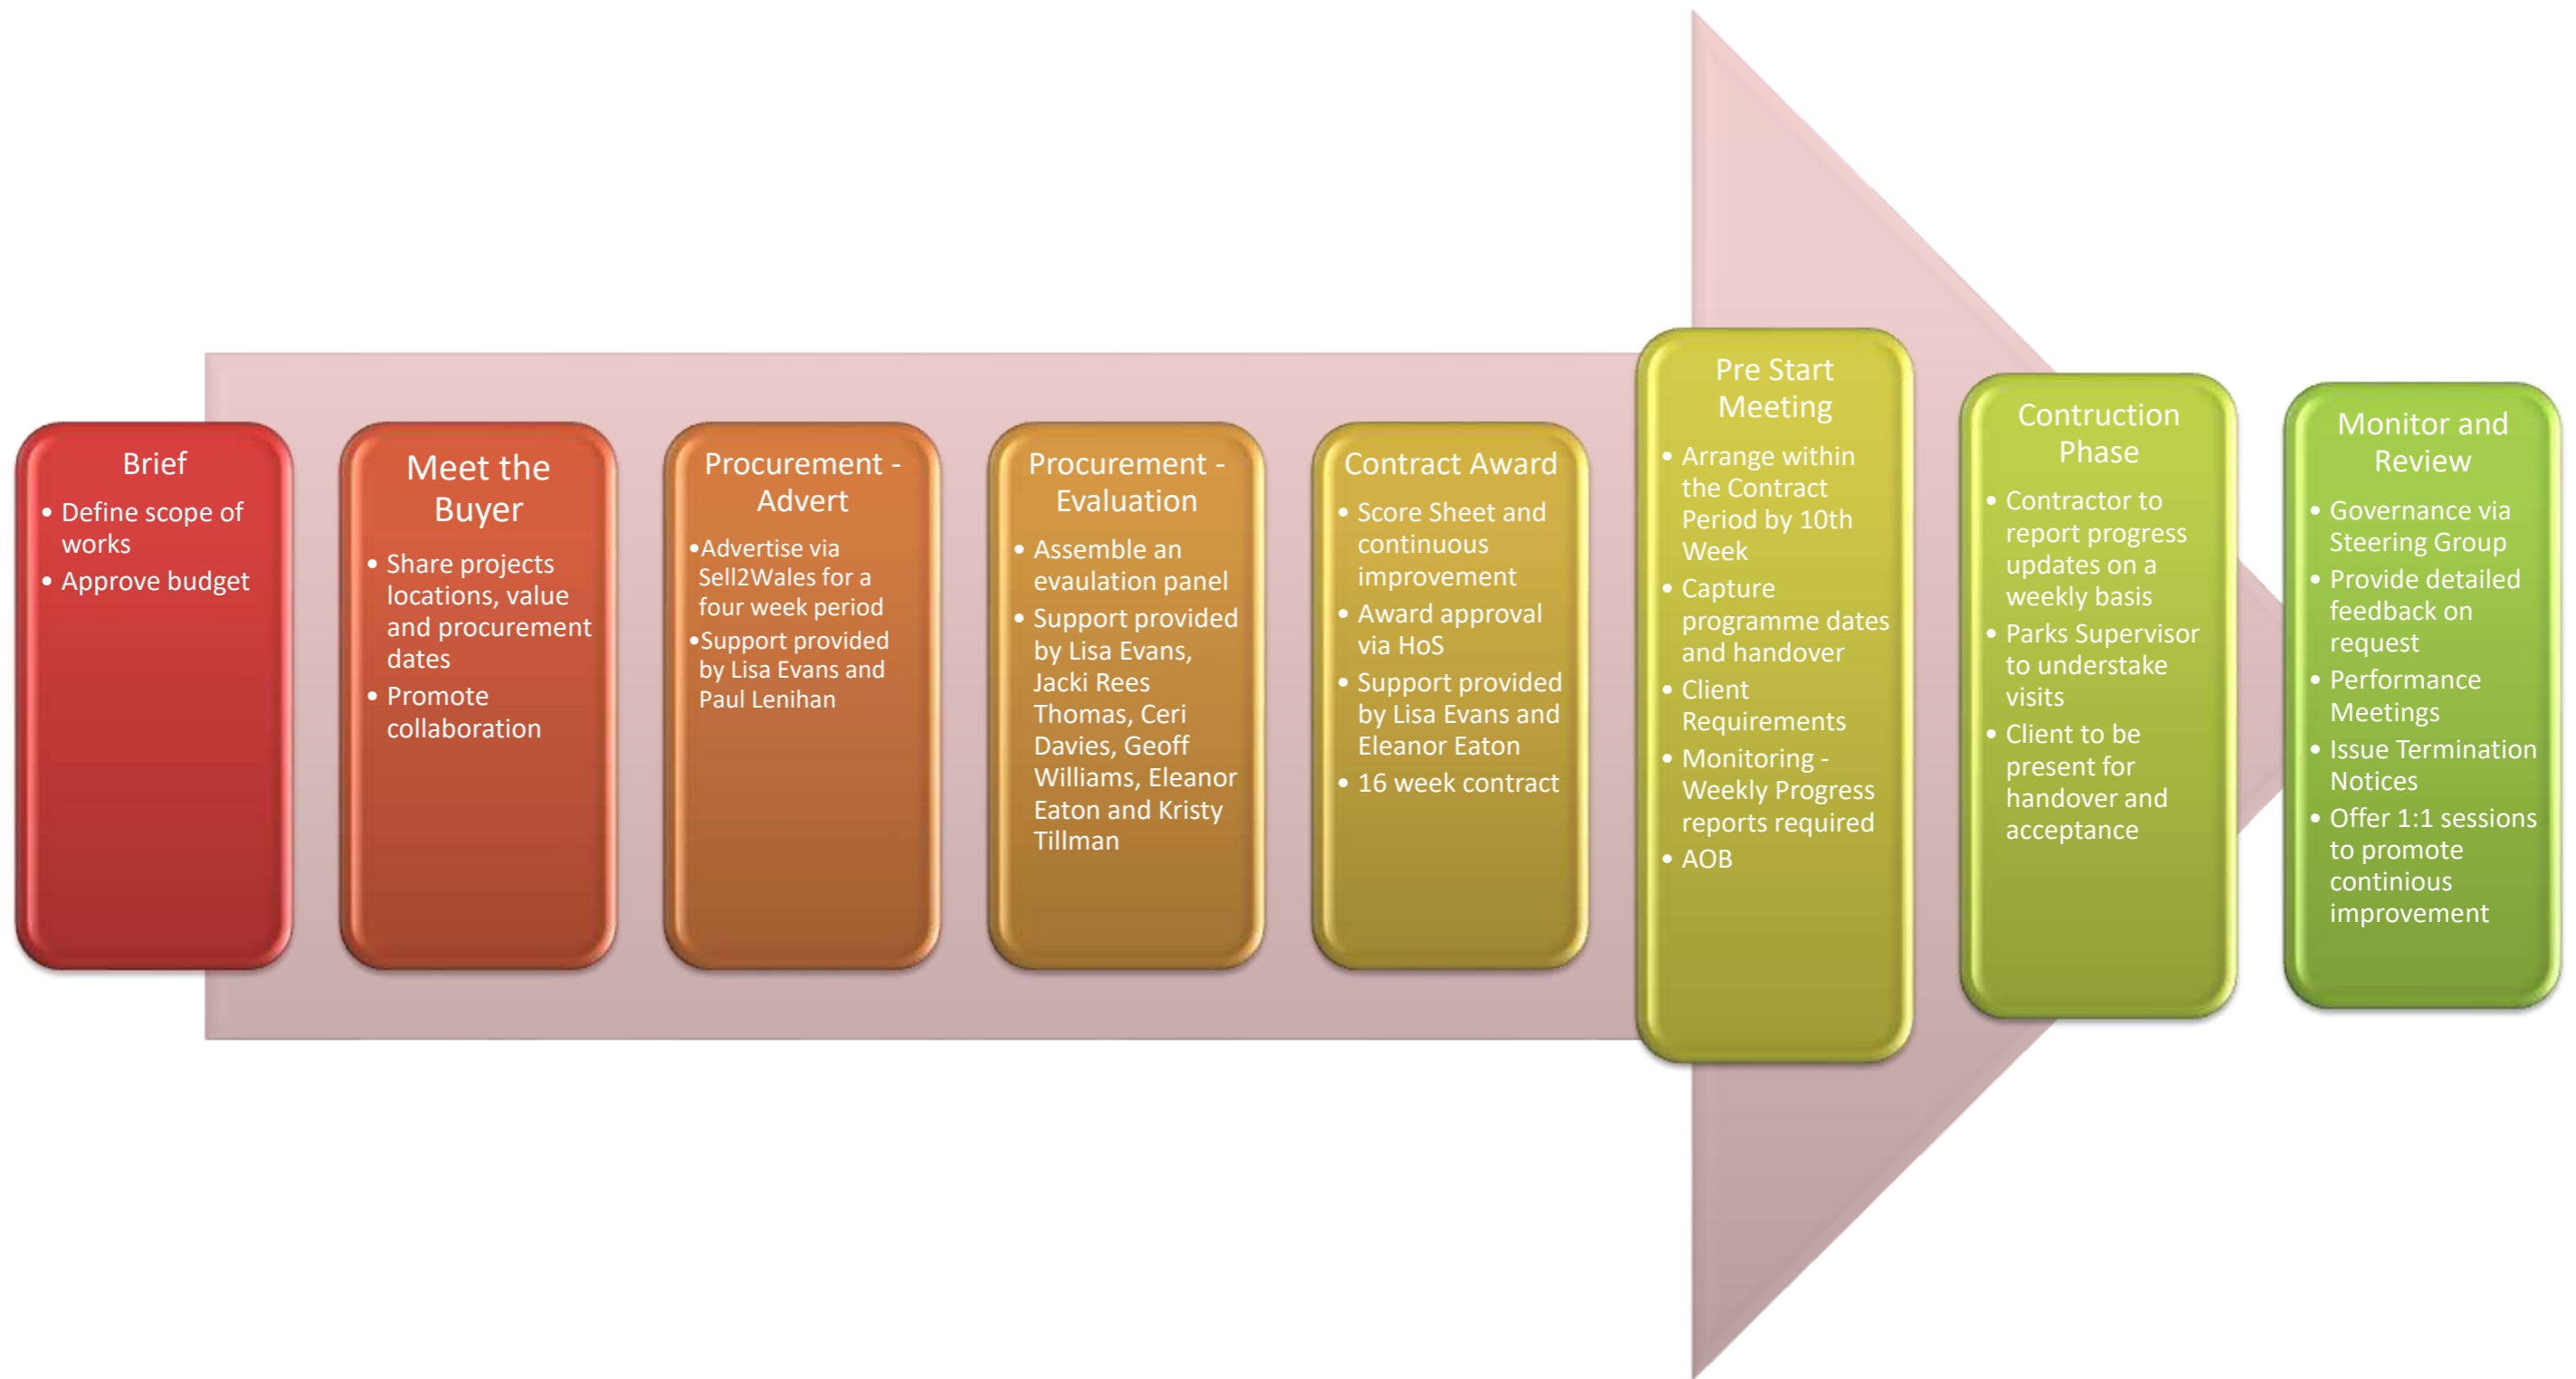 Brief
• Define scope of
works
• Approve budget
Meet the
Buyer
• Share projects
locations, value
and procurement
dates
• Promote
collaboration
Procurement -
Advert
•Advertise via
Sell2Wales for a
four week period
•Support provided
by Lisa Evans and
Paul Lenihan
Procurement -
Evaluation
• Assemble an
evaulation panel
• Support provided
by Lisa Evans,
Jacki Rees
Thomas, Ceri
Davies, Geoff
Williams, Eleanor
Eaton and Kristy
Tillman
Contract Award
• Score Sheet and
continuous
improvement
• Award approval
via HoS
• Support provided
by Lisa Evans and
Eleanor Eaton
• 16 week contract
Pre Start
Meeting
• Arrange within
the Contract
Period by 10th
Week
• Capture
programme dates
and handover
• Client
Requirements
• Monitoring -
Weekly Progress
reports required
• AOB
Contruction
Phase
• Contractor to
report progress
updates on a
weekly basis
• Parks Supervisor
to understake
visits
• Client to be
present for
handover and
acceptance
Monitor and
Review
• Governance via
Steering Group
• Provide detailed
feedback on
request
• Performance
Meetings
• Issue Termination
Notices
• Offer 1:1 sessions
to promote
continious
improvement